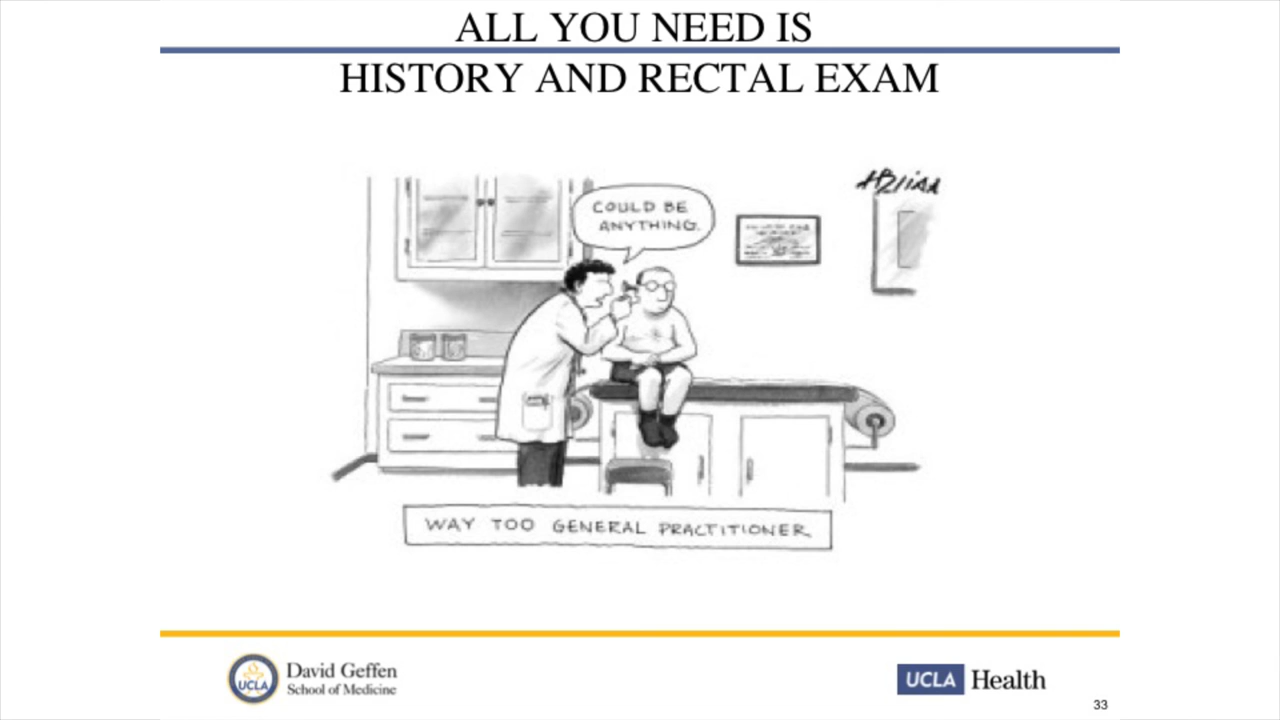 ALL YOU NEED IS
HISTORY AND RECTAL EXAM
COULD BE
ANYTHING.
WAY TOO GENERAL PRACTITIONER
UCLA
David Geffen
School of Medicine
UCLA Health
33